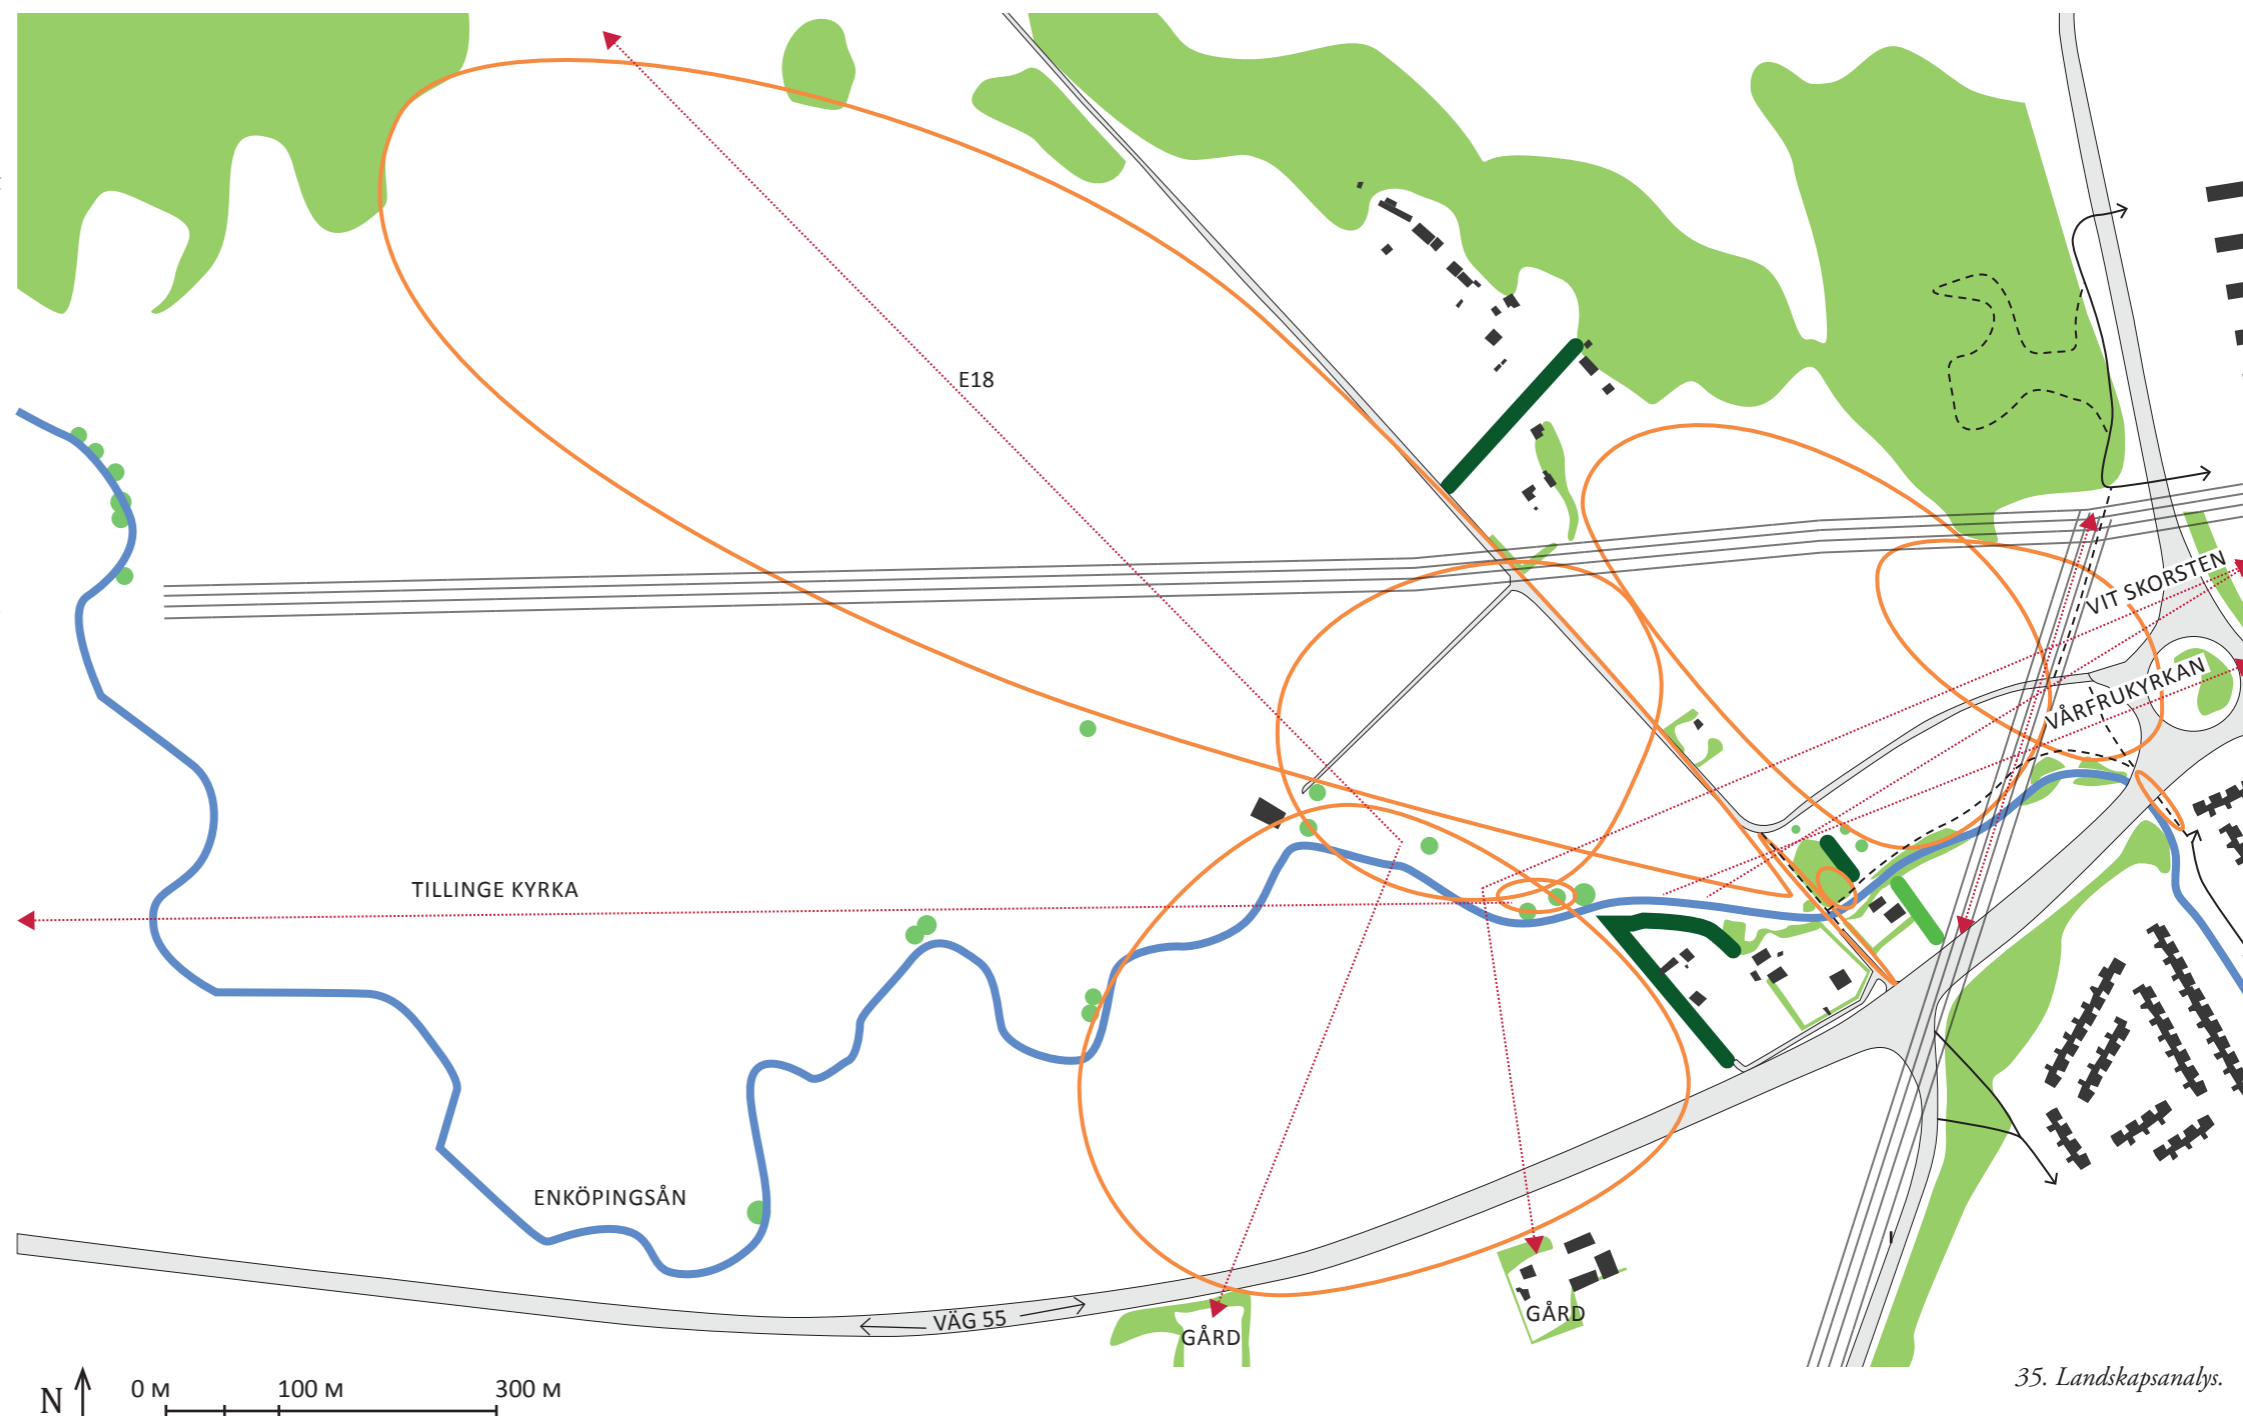 E18
VIT SKORSTEN
VÅRFRUKYRKAN
TILLINGE KYRKA
ENKÖPINGSÅN
VÄG 55
GÅRD
GÅRD
N
0 M 100 M 300 M
35. Landskapsanalys.